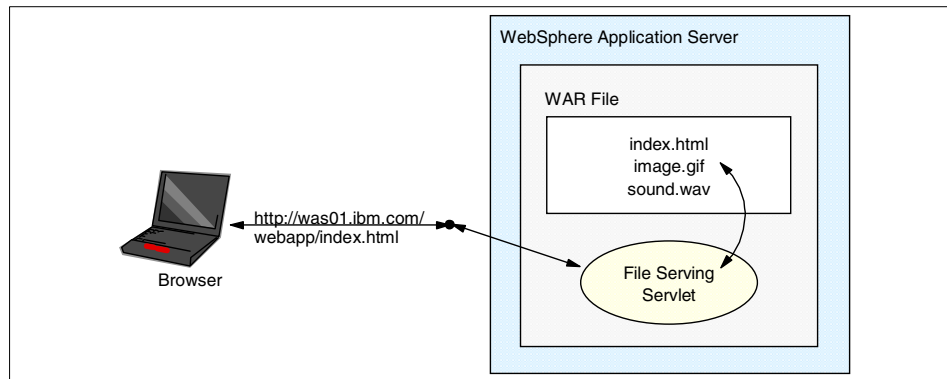 WebSphere Application Server
WAR File
index.html
image.gif
sound.wav
http://was01.ibm.com/
webapp/index.html
Browser
File Serving
Servlet